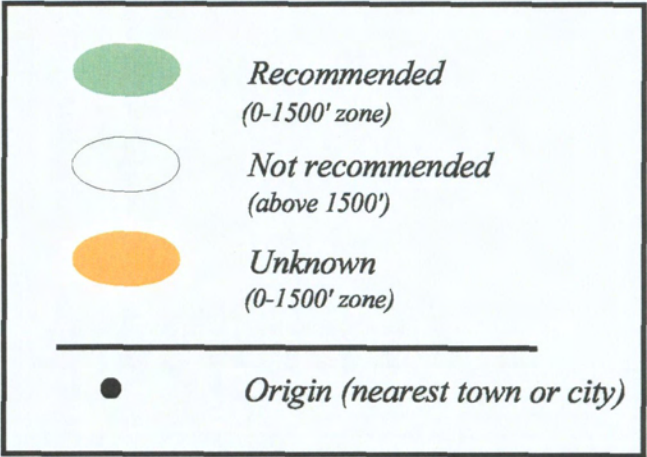 Recommended
(0-1500' zone)
Not recommended
(above 1500')
Unknown
(0-1500' zone)
Origin (nearest town or city)